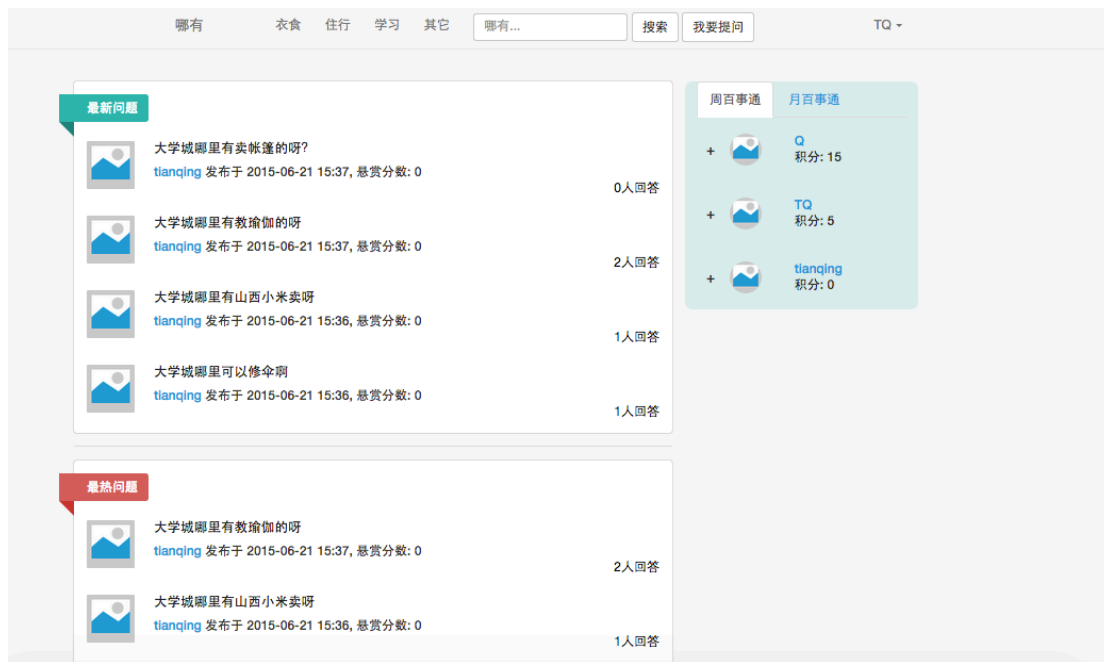 哪有 衣食 住行 学习 其它 哪有... 搜索 我要提问 TQ
最新问题
大学城哪里有卖帐篷的呀?
tianqing 发布于 2015-06-21 15:37, 悬赏分数: 0
0人回答
大学城哪里有教瑜伽的呀
tianqing 发布于 2015-06-21 15:37, 悬赏分数: 0
2人回答
大学城哪里有山西小米卖呀
tianqing 发布于 2015-06-21 15:36, 悬赏分数: 0
1人回答
大学城哪里可以修伞啊
tianqing 发布于 2015-06-21 15:36, 悬赏分数: 0
1人回答
最热问题
大学城哪里有教瑜伽的呀
tianqing 发布于 2015-06-21 15:37, 悬赏分数: 0
2人回答
大学城哪里有山西小米卖呀
tianqing 发布于 2015-06-21 15:36, 悬赏分数: 0
1人回答
周百事通 月百事通
+ Q
积分: 15
+ TQ
积分: 5
+ tianqing
积分: 0